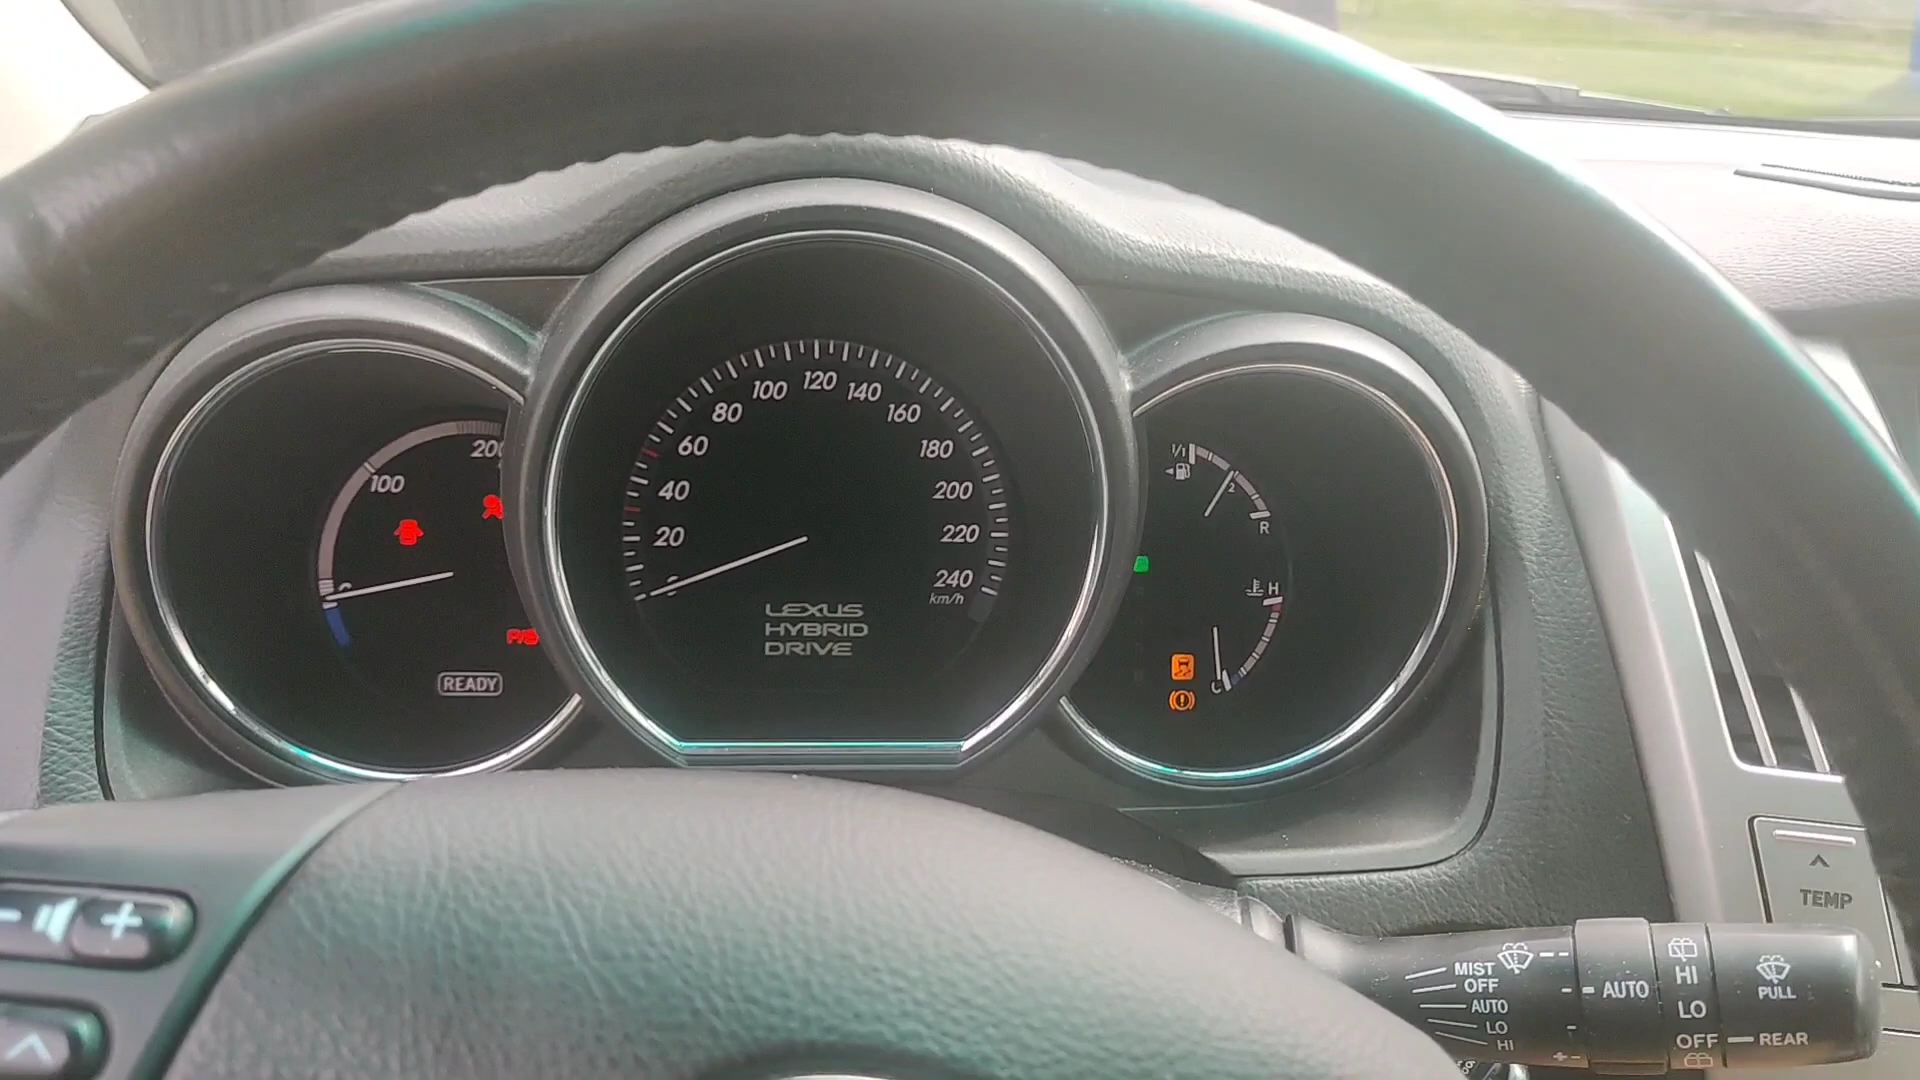 200
100
READY
0
20
40
60
80
100
120
140
160
180
200
220
240
km/h
LEXUS
HYBRID
DRIVE
1/1
R
H
C
TEMP
MIST
OFF
AUTO
LO
HI
AUTO
HI
LO
OFF
REAR
PULL